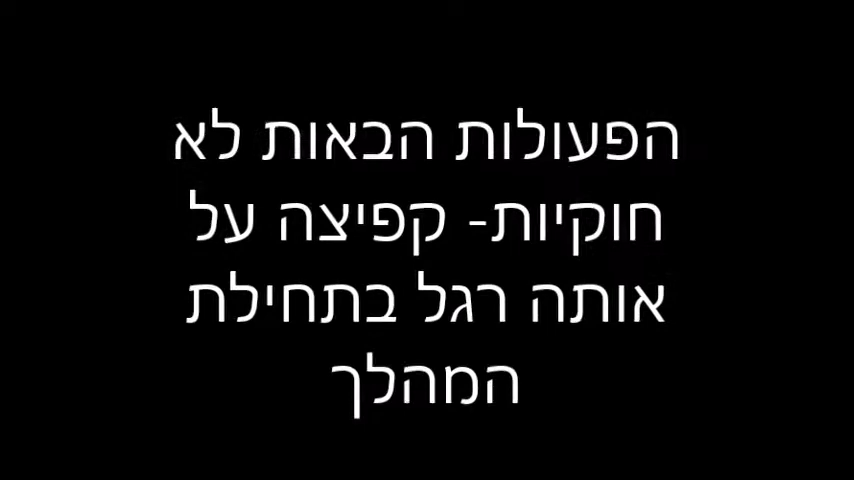 הפעולות הבאות לא
חוקיות- קפיצה על
אותה רגל בתחילת
המהלך